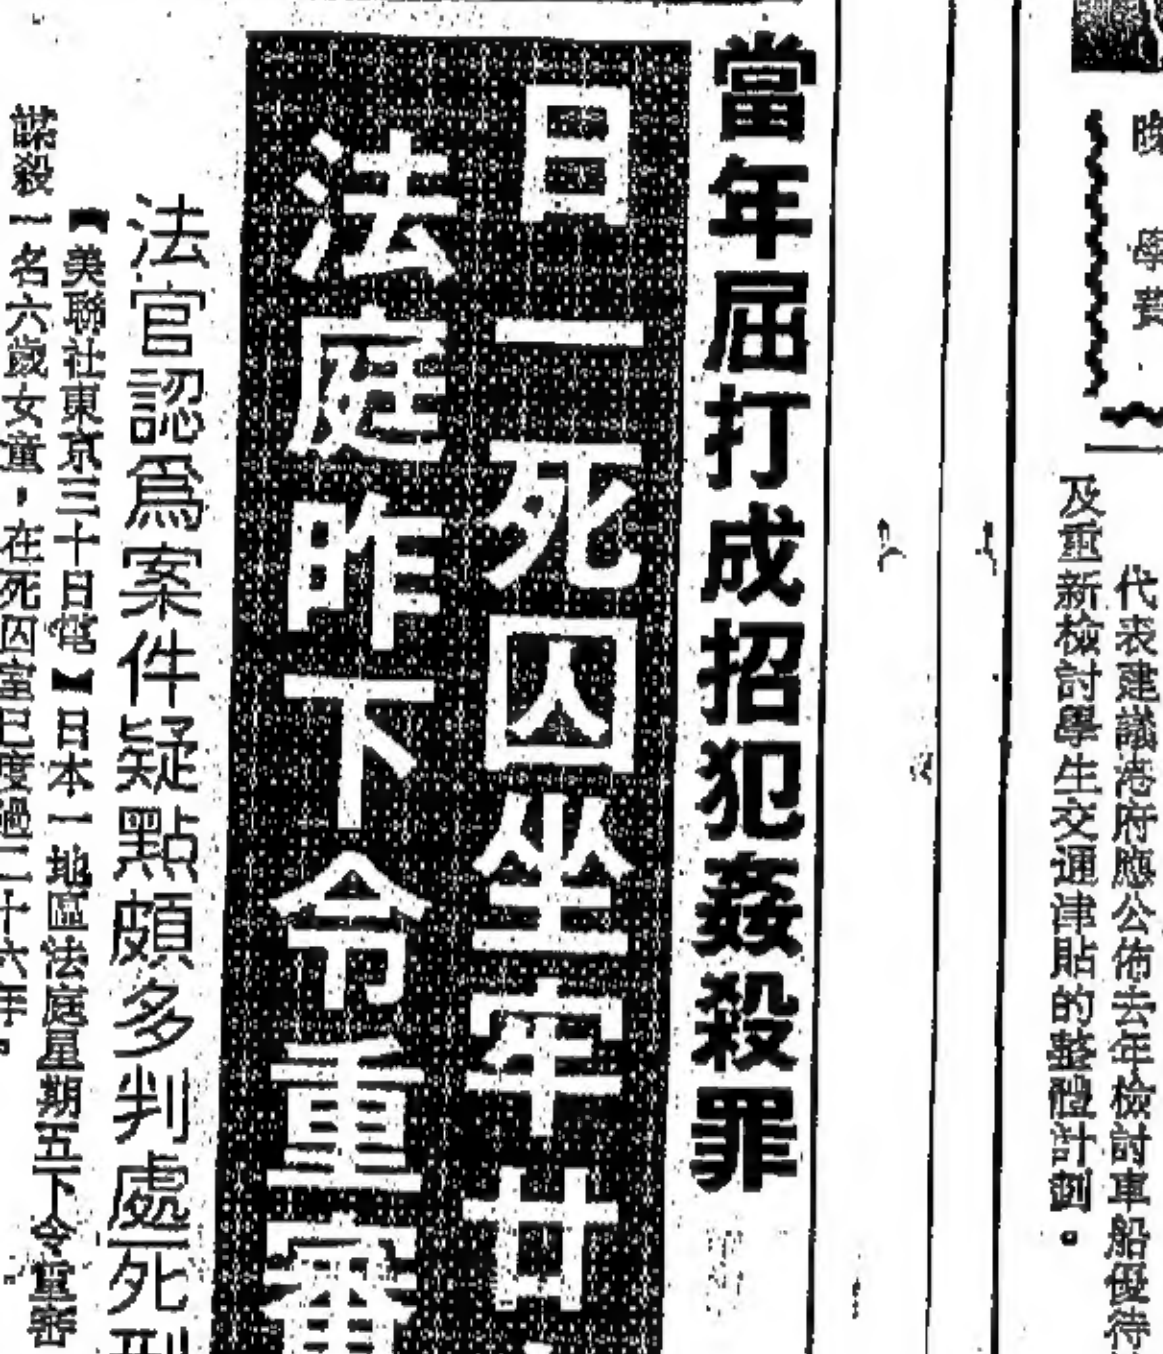 晚 學費．
代表建議港府應公佈去年檢討車船優待
及重新檢討學生交通津貼的整體計劃。
當年屈打成招犯姦殺罪
日一死囚坐牢廿
法庭昨下令重審
法官認爲案件疑點頗多判處死刑
【美聯社東京三十日電】日本一地區法庭星期五下令重審
謀殺一名六歲女童，在死囚室已度過二十六年。